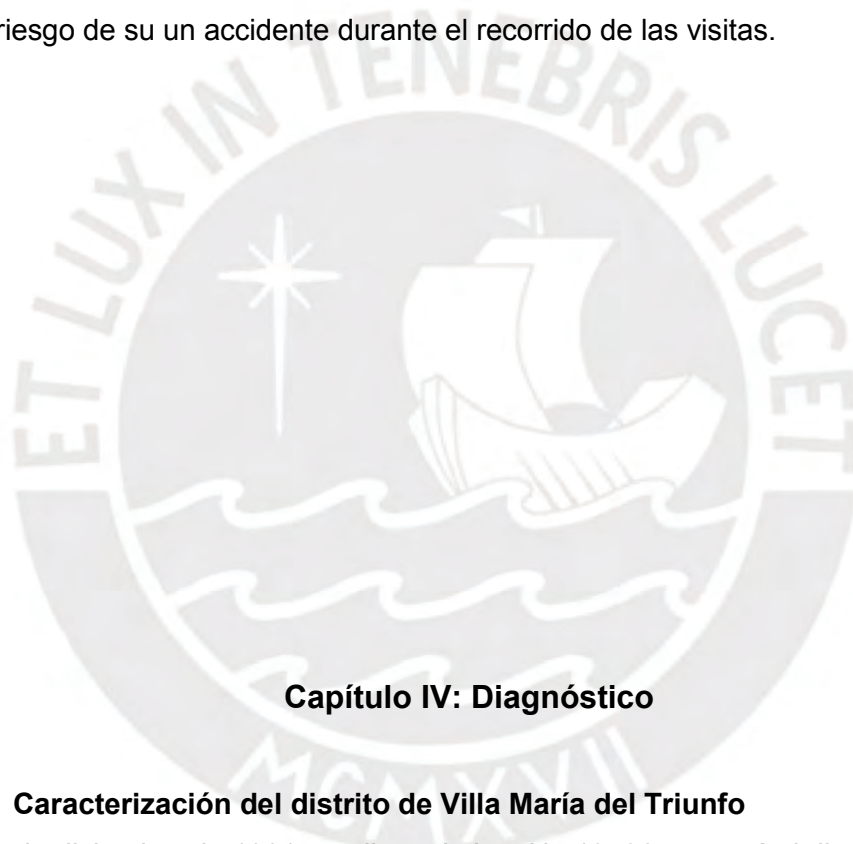 riesgo de su un accidente durante el recorrido de las visitas.
ET LUX IN TENEBRIS LUCET
MCMXVII
Capítulo IV: Diagnóstico
Caracterización del distrito de Villa María del Triunfo